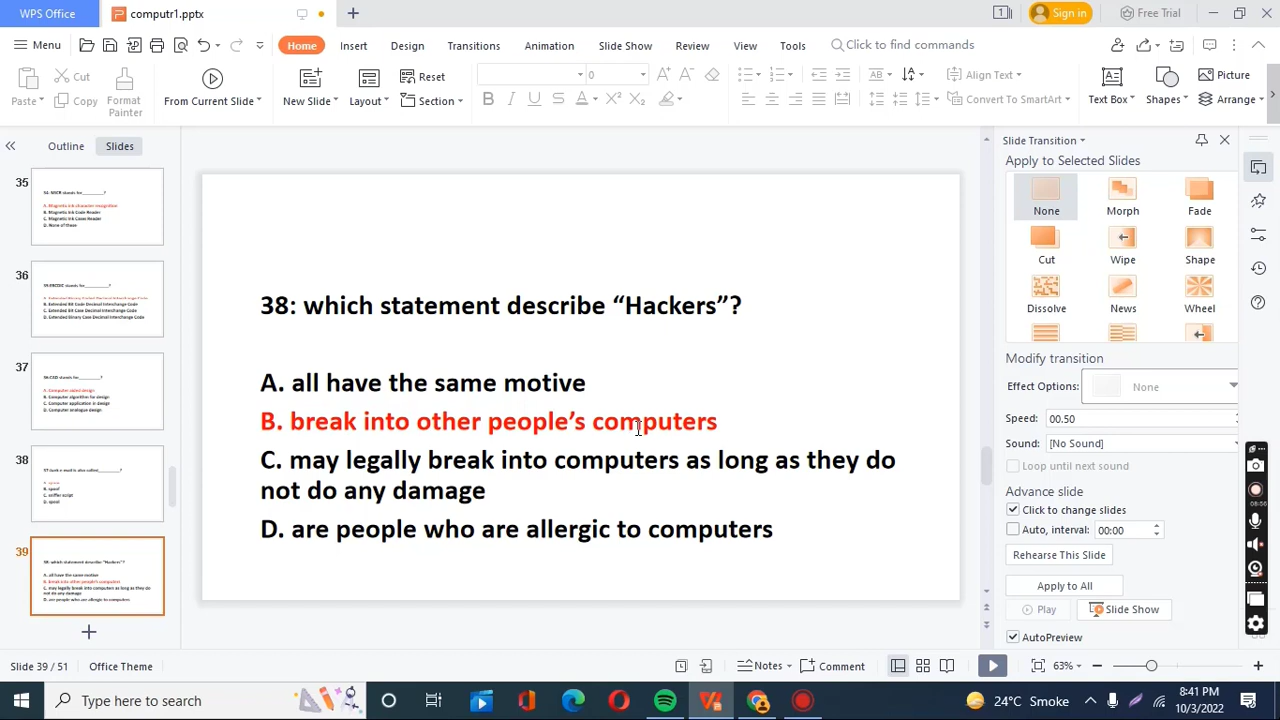 WPS Office
computr1.pptx
1
Sign in
Free Trial
Menu
Home
Insert
Design
Transitions
Animation
Slide Show
Review
View
Tools
Click to find commands
Paste
Cut
Copy
Format Painter
From Current Slide
New Slide
Layout
Reset
Section
0
Align Text
Convert To SmartArt
Text Box
Shapes
Picture
Arrange
Outline
Slides
35
36
37
38
39
38: which statement describe “Hackers”?
A. all have the same motive
B. break into other people’s computers
C. may legally break into computers as long as they do
not do any damage
D. are people who are allergic to computers
Slide Transition
Apply to Selected Slides
None
Morph
Fade
Cut
Wipe
Shape
Dissolve
News
Wheel
Modify transition
Effect Options:
None
Speed:
00.50
Sound:
[No Sound]
Loop until next sound
Advance slide
Click to change slides
Auto, interval:
00:00
Rehearse This Slide
Apply to All
Play
Slide Show
AutoPreview
Slide 39 / 51
Office Theme
Notes
Comment
63%
Type here to search
24°C Smoke
8:41 PM
10/3/2022